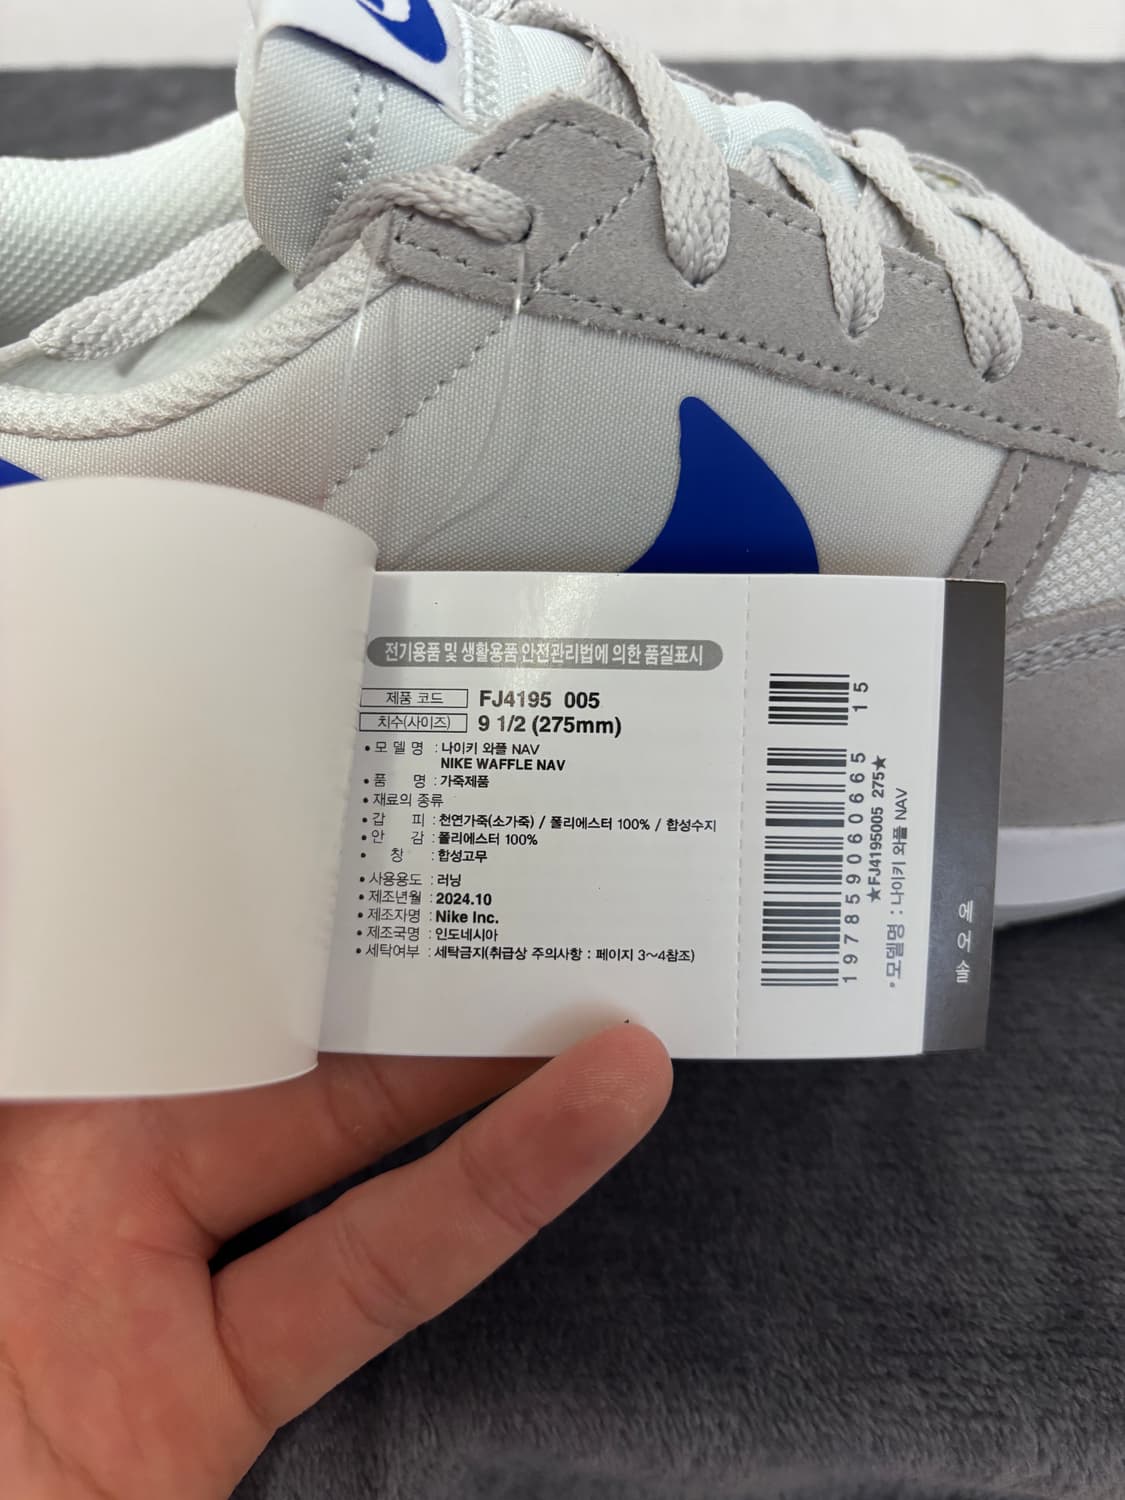 전기용품 및 생활용품 안전관리법에 의한 품질표시
제품 코드 FJ4195 005
치수(사이즈) 9 1/2 (275mm)
• 모 델 명 : 나이키 와플 NAV
NIKE WAFFLE NAV
• 품 명 : 가죽제품
• 재료의 종류
• 갑 피 : 천연가죽(소가죽) / 폴리에스터 100% / 합성수지
• 안 감 : 폴리에스터 100%
• 창 : 합성고무
• 사용용도 : 러닝
• 제조년월 : 2024.10
• 제조자명 : Nike Inc.
• 제조국명 : 인도네시아
• 세탁여부 : 세탁금지(취급상 주의사항 : 페이지 3~4참조)
197859060665 15
★FJ4195005 275★
• 모델명 : 나이키 와플 NAV
에어솔